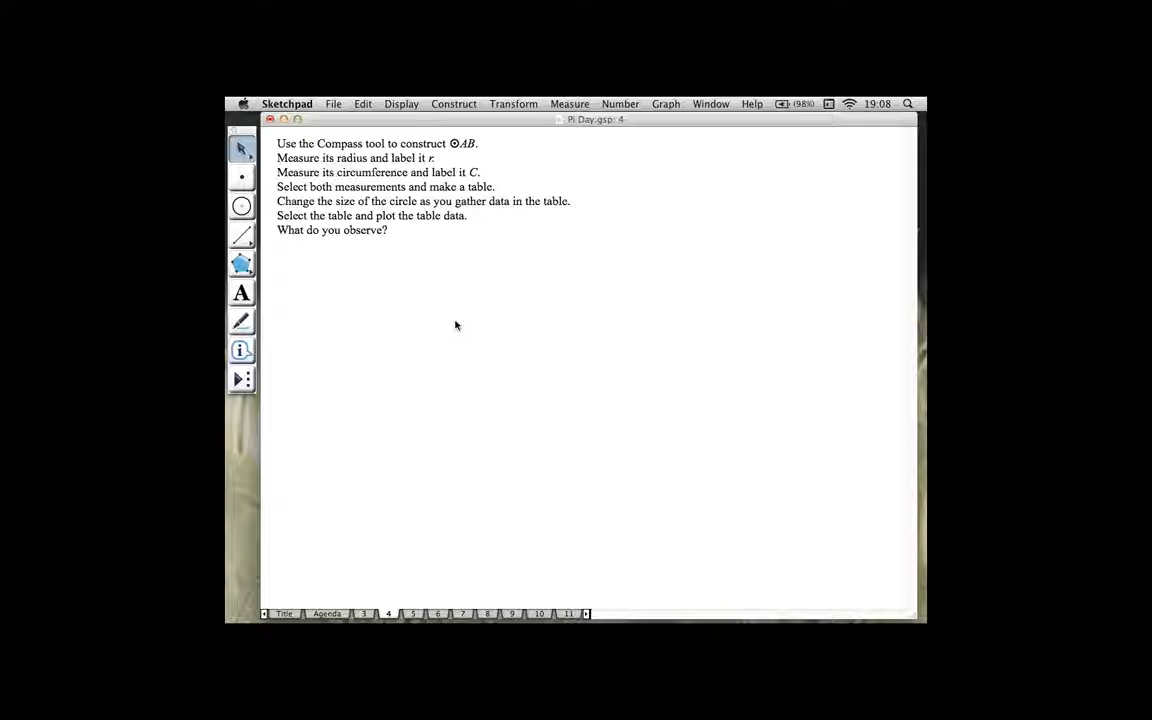 Sketchpad File Edit Display Construct Transform Measure Number Graph Window Help (98%) 19:08
Pi Day.gsp: 4
Use the Compass tool to construct ⊙AB.
Measure its radius and label it r.
Measure its circumference and label it C.
Select both measurements and make a table.
Change the size of the circle as you gather data in the table.
Select the table and plot the table data.
What do you observe?
A
i
Title Agenda 3 4 5 6 7 8 9 10 11